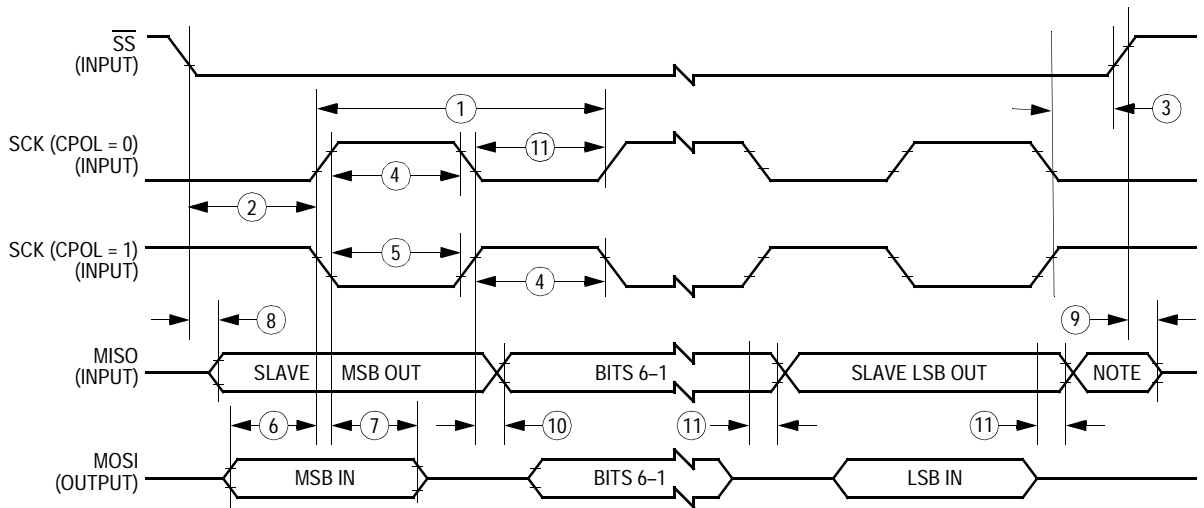 SS
(INPUT)
1
3
SCK (CPOL = 0)
(INPUT)
11
4
2
SCK (CPOL = 1)
(INPUT)
5
4
8
9
MISO
(INPUT)
SLAVE MSB OUT
BITS 6–1
SLAVE LSB OUT
NOTE
6
7
10
11
11
MOSI
(OUTPUT)
MSB IN
BITS 6–1
LSB IN